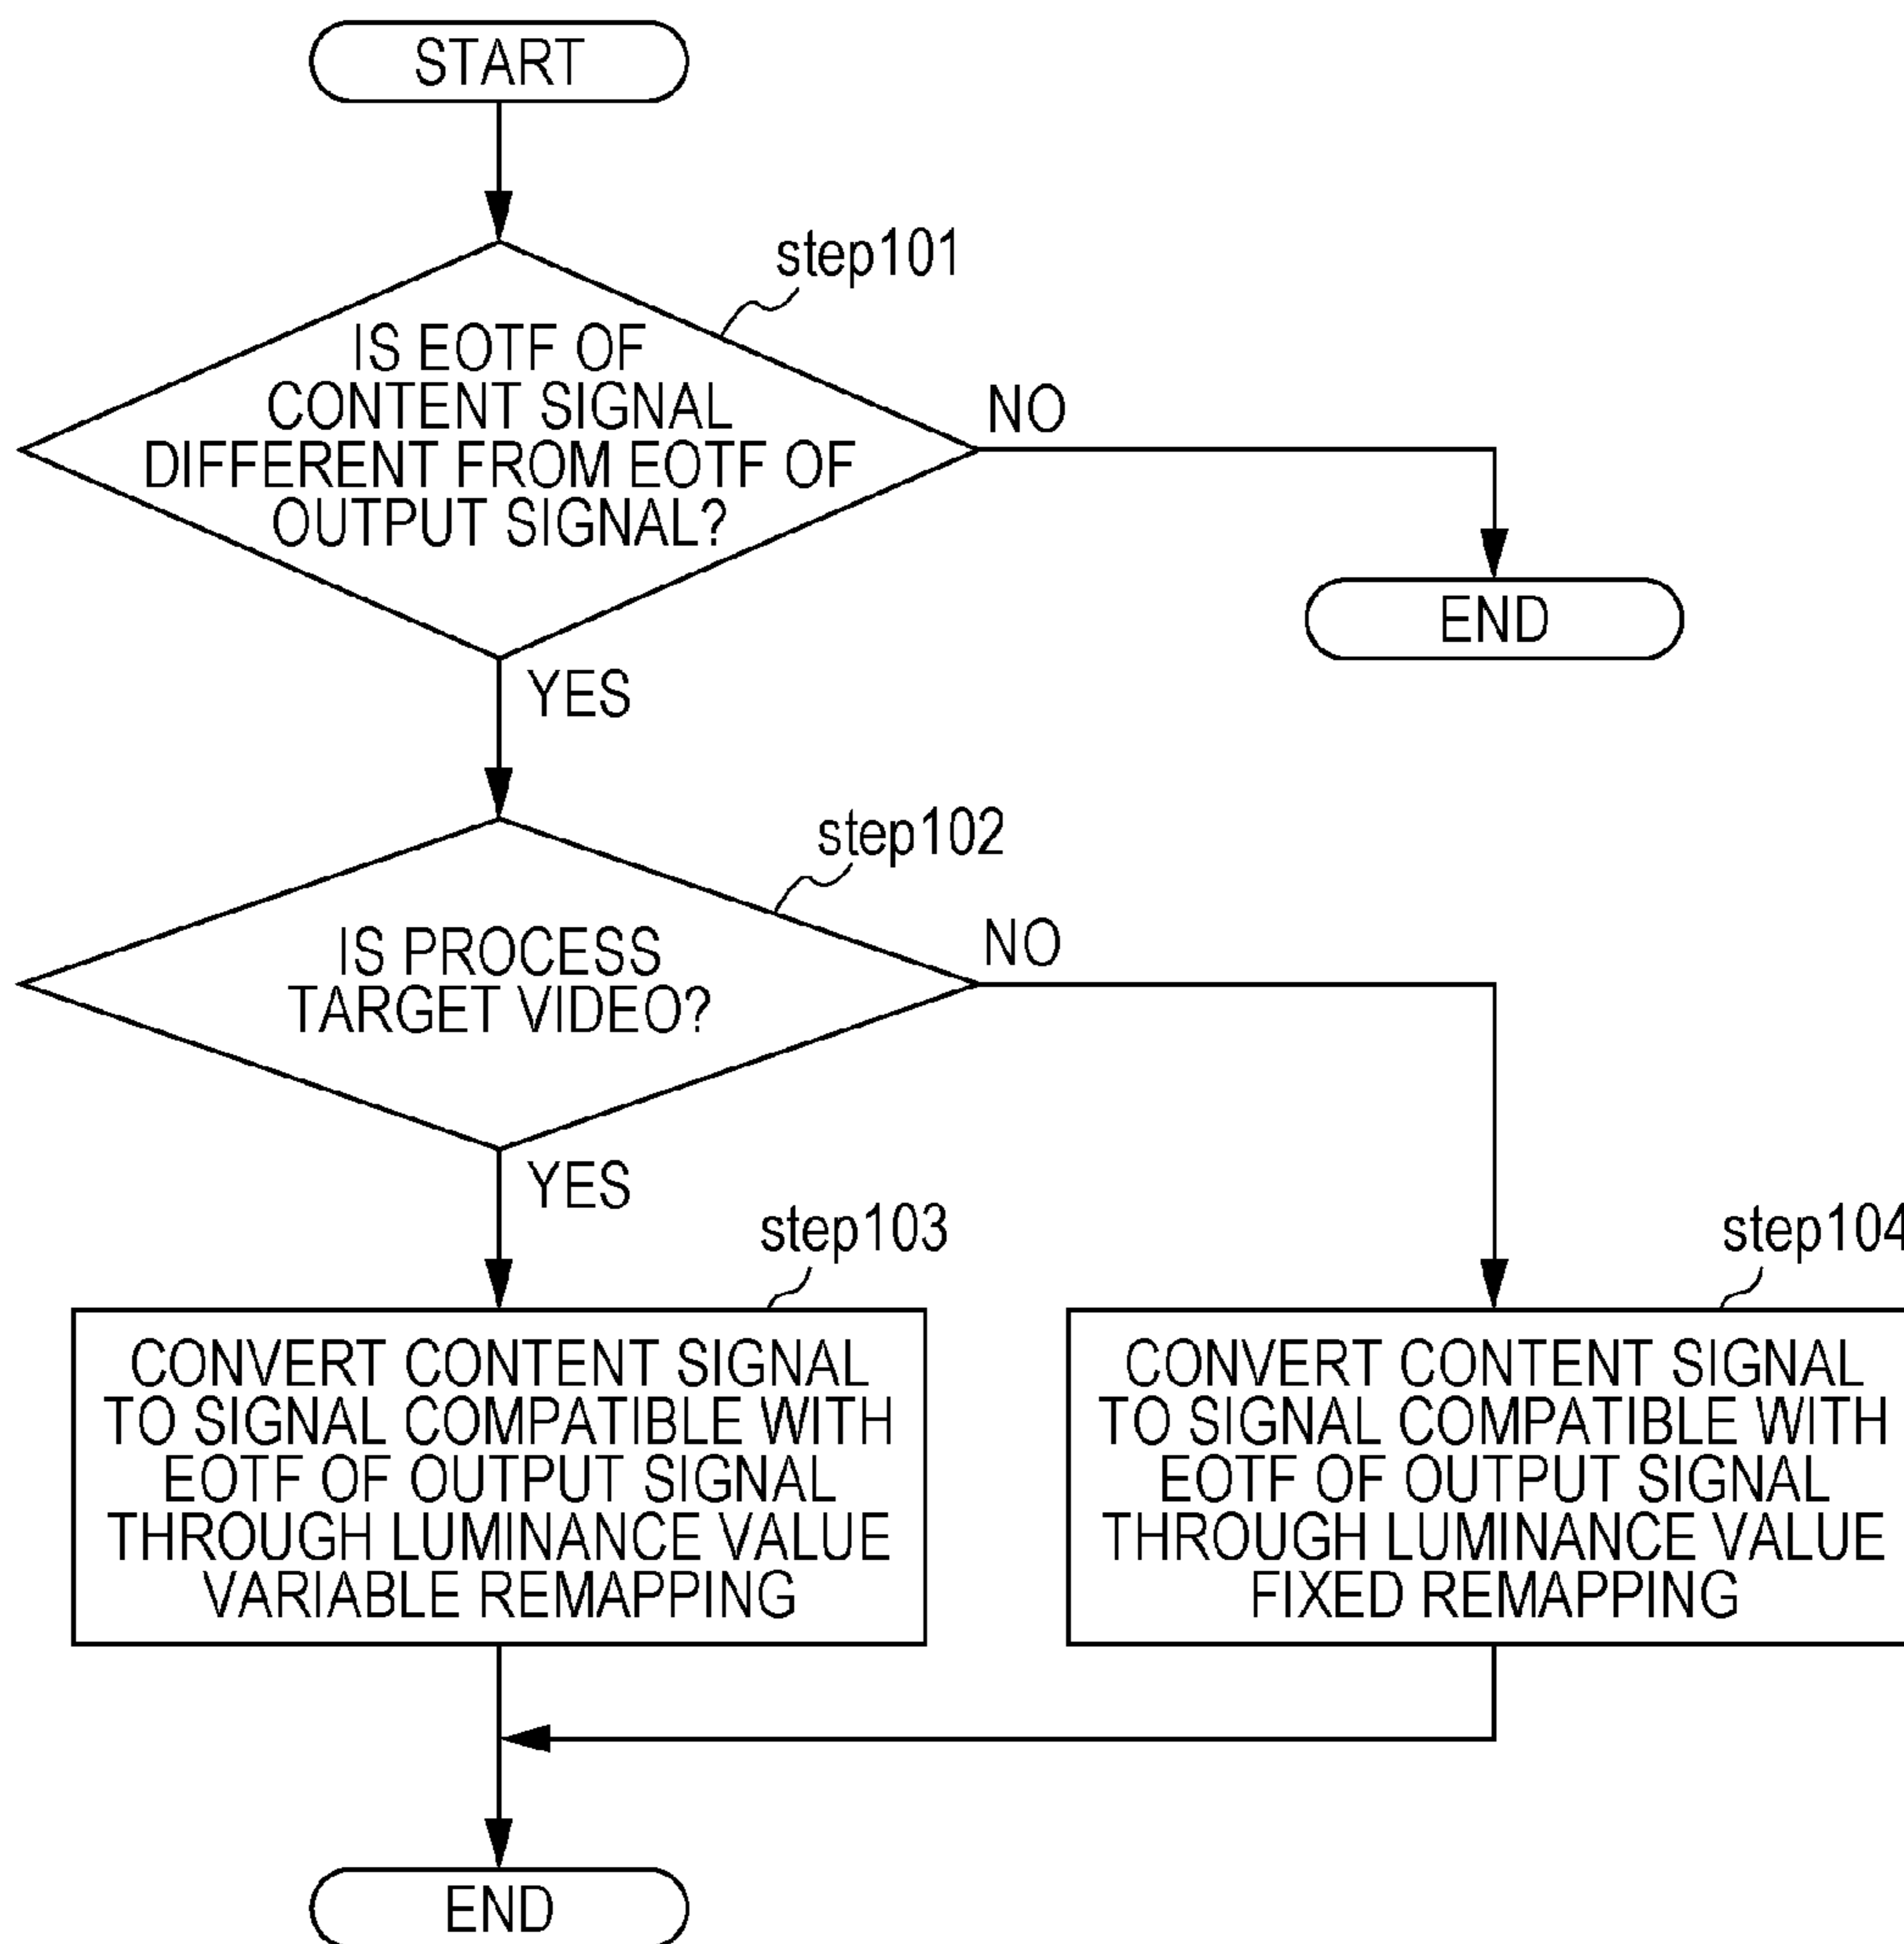 START
step101
IS EOTF OF
CONTENT SIGNAL
DIFFERENT FROM EOTF OF
OUTPUT SIGNAL?
NO
END
YES
step102
IS PROCESS
TARGET VIDEO?
NO
YES
step103
CONVERT CONTENT SIGNAL
TO SIGNAL COMPATIBLE WITH
EOTF OF OUTPUT SIGNAL
THROUGH LUMINANCE VALUE
VARIABLE REMAPPING
step104
CONVERT CONTENT SIGNAL
TO SIGNAL COMPATIBLE WITH
EOTF OF OUTPUT SIGNAL
THROUGH LUMINANCE VALUE
FIXED REMAPPING
END